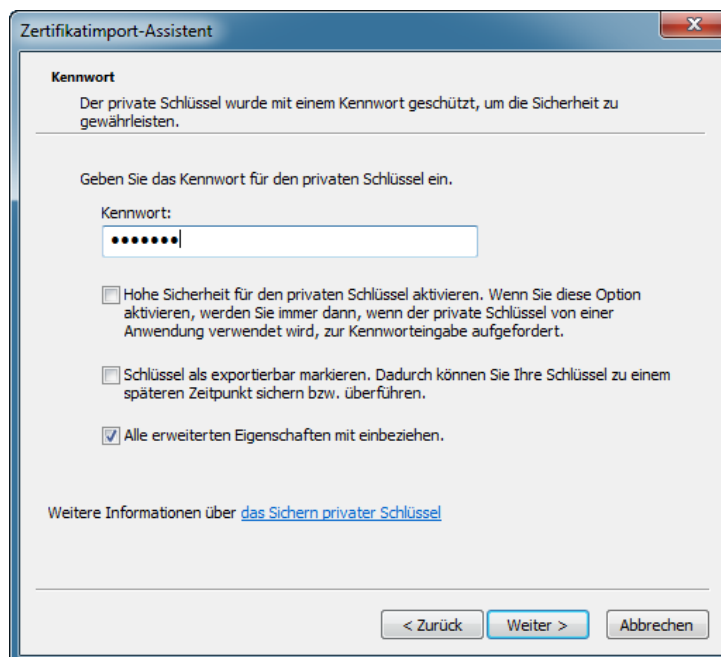 Zertifikatimport-Assistent
Kennwort
Der private Schlüssel wurde mit einem Kennwort geschützt, um die Sicherheit zu
gewährleisten.
Geben Sie das Kennwort für den privaten Schlüssel ein.
Kennwort:
•••••••
Hohe Sicherheit für den privaten Schlüssel aktivieren. Wenn Sie diese Option
aktivieren, werden Sie immer dann, wenn der private Schlüssel von einer
Anwendung verwendet wird, zur Kennworteingabe aufgefordert.
Schlüssel als exportierbar markieren. Dadurch können Sie Ihre Schlüssel zu einem
späteren Zeitpunkt sichern bzw. überführen.
Alle erweiterten Eigenschaften mit einbeziehen.
Weitere Informationen über das Sichern privater Schlüssel
< Zurück Weiter > Abbrechen